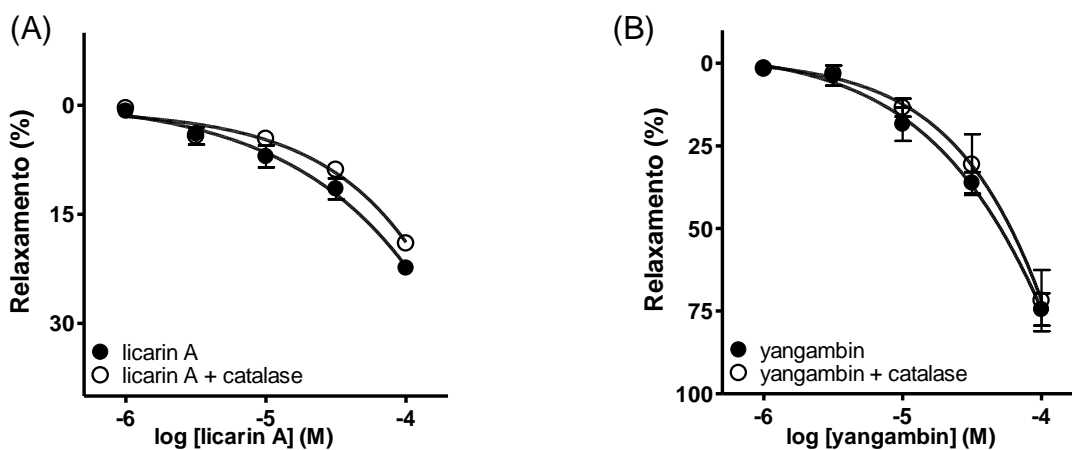 (A)
Relaxamento (%)
0
15
30
licarin A
licarin A + catalase
-6 -5 -4
log [licarin A] (M)
(B)
Relaxamento (%)
0
25
50
75
100
yangambin
yangambin + catalase
-6 -5 -4
log [yangambin] (M)